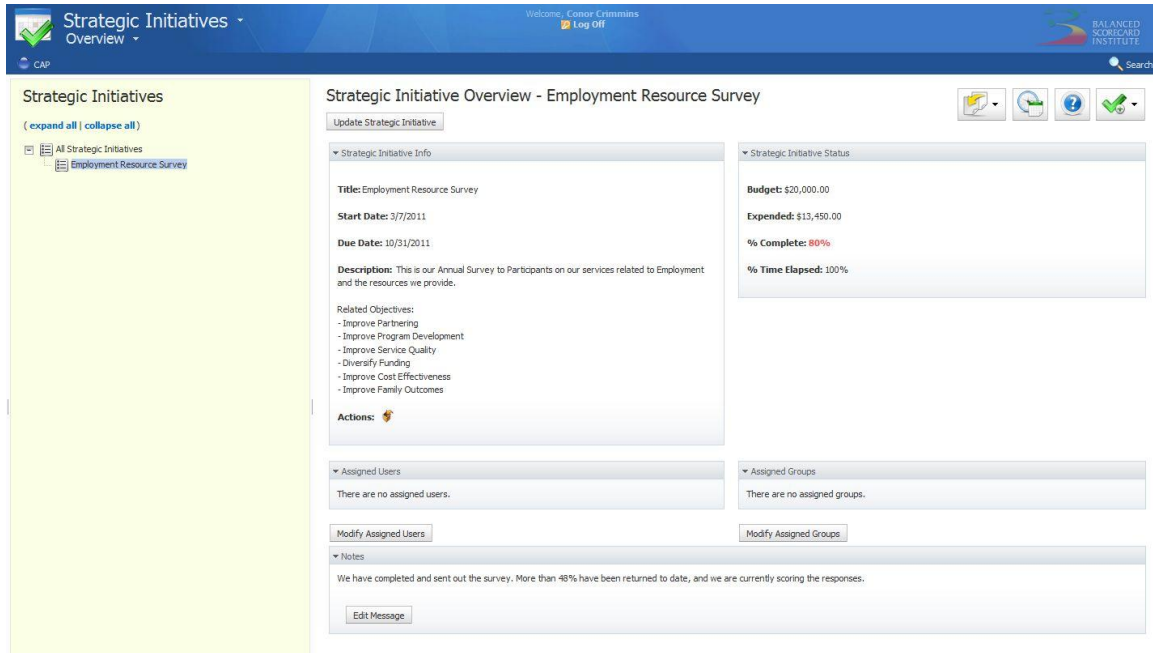 Strategic Initiatives
Overview
Welcome, Conor Crimmins
Log Off
BALANCED
SCORECARD
INSTITUTE
CAP
Search
Strategic Initiatives
( expand all | collapse all )
All Strategic Initiatives
Employment Resource Survey
Strategic Initiative Overview - Employment Resource Survey
Update Strategic Initiative
Strategic Initiative Info
Title: Employment Resource Survey
Start Date: 3/7/2011
Due Date: 10/31/2011
Description: This is our Annual Survey to Participants on our services related to Employment
and the resources we provide.
Related Objectives:
- Improve Partnering
- Improve Program Development
- Improve Service Quality
- Diversify Funding
- Improve Cost Effectiveness
- Improve Family Outcomes
Actions:
Strategic Initiative Status
Budget: $20,000.00
Expended: $13,450.00
% Complete: 80%
% Time Elapsed: 100%
Assigned Users
There are no assigned users.
Modify Assigned Users
Assigned Groups
There are no assigned groups.
Modify Assigned Groups
Notes
We have completed and sent out the survey. More than 48% have been returned to date, and we are currently scoring the responses.
Edit Message